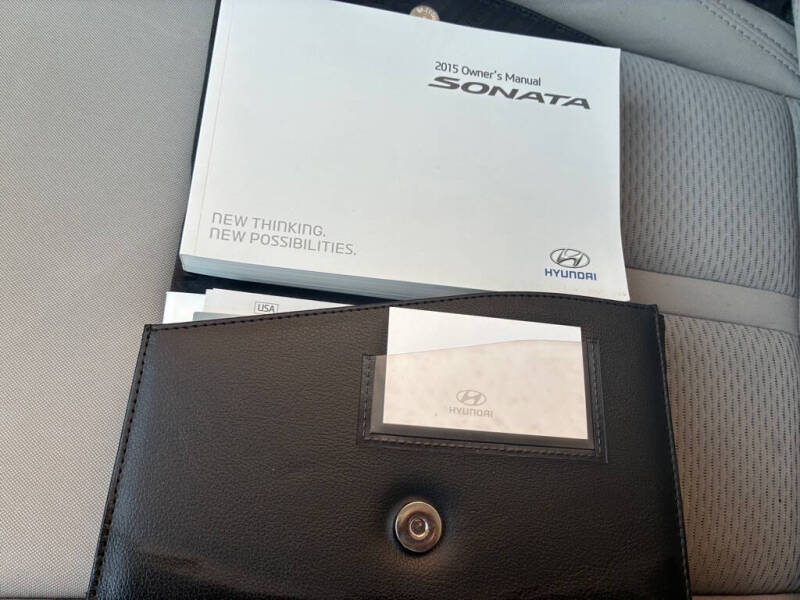 2015 Owner's Manual
SONATA
NEW THINKING.
NEW POSSIBILITIES.
HYUNDAI
USA
HYUNDAI